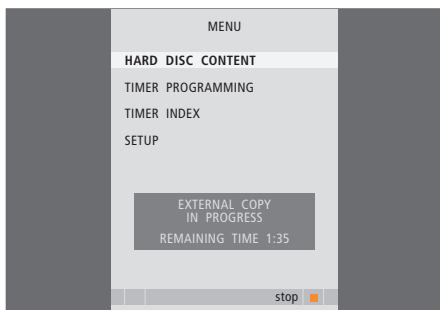 MENU
HARD DISC CONTENT
TIMER PROGRAMMING
TIMER INDEX
SETUP
EXTERNAL COPY
IN PROGRESS
REMAINING TIME 1:35
stop